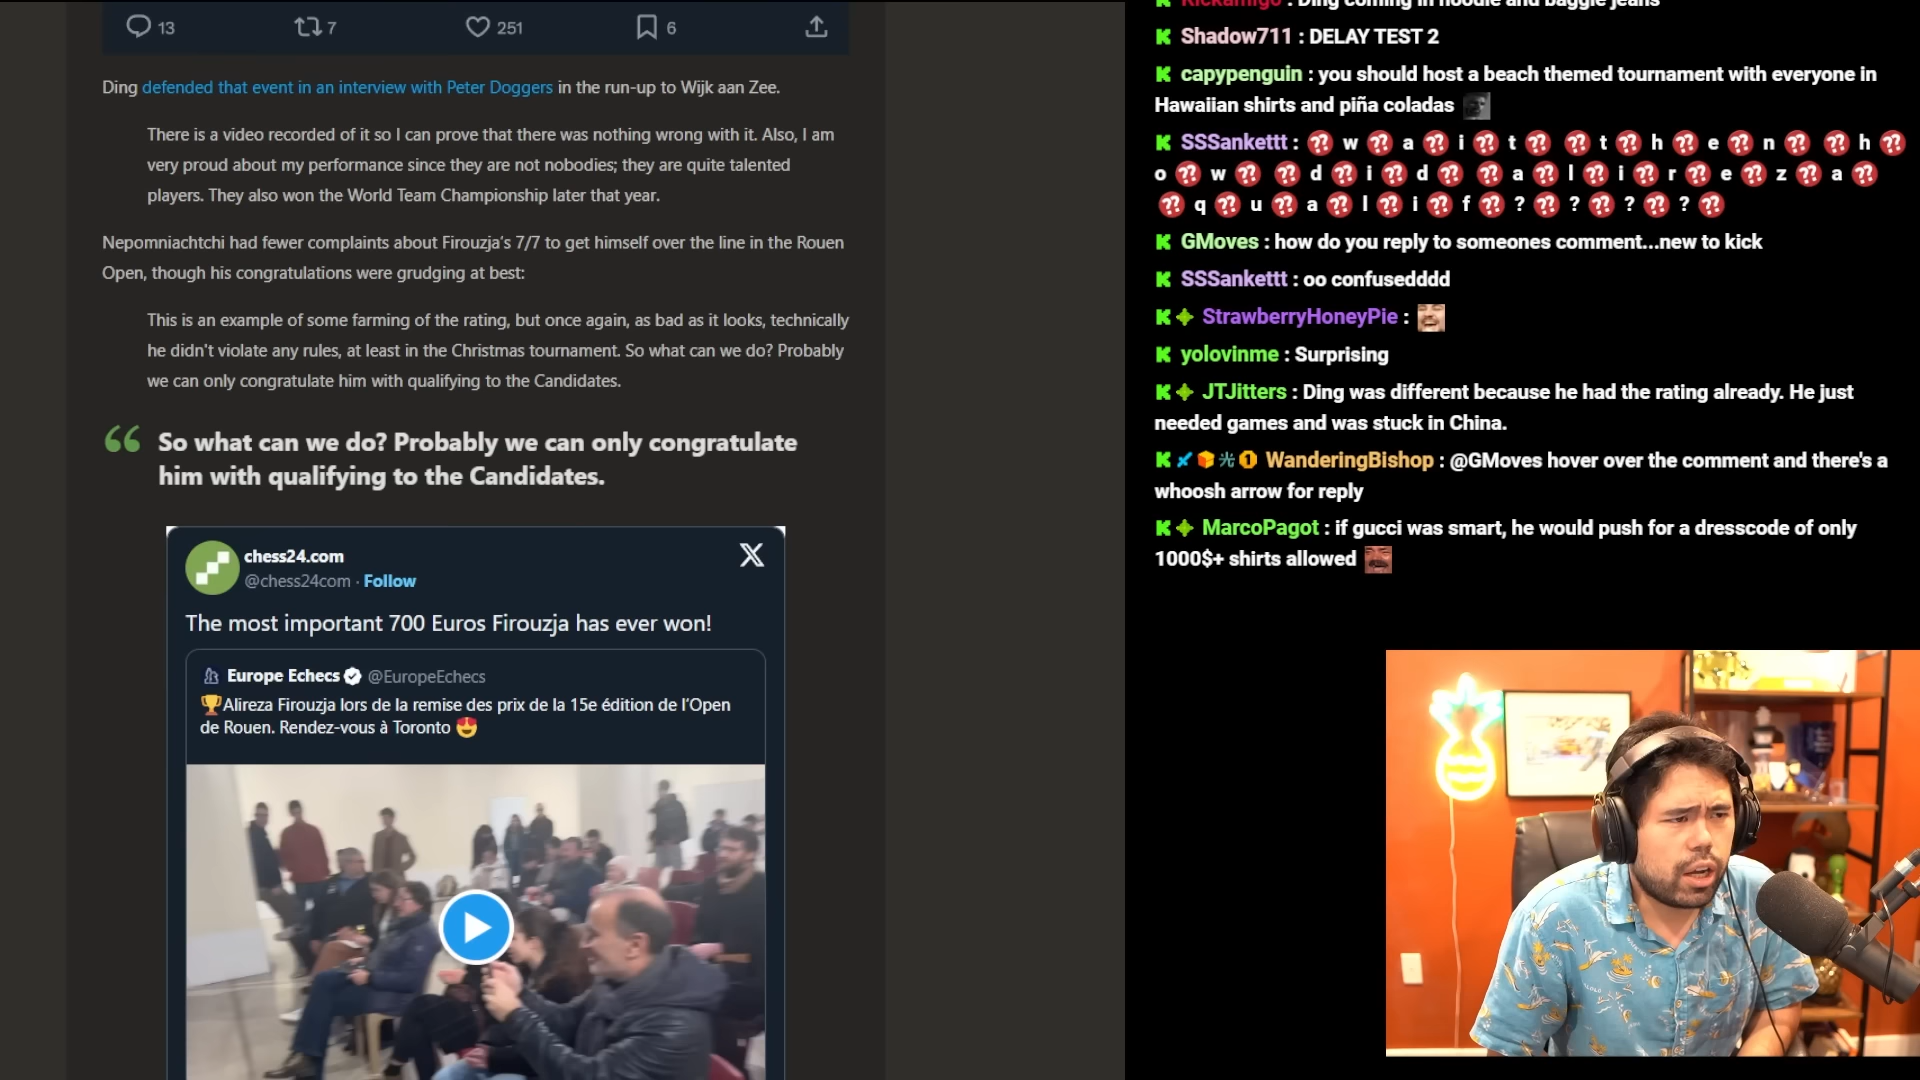 13 7 251 6
Ding defended that event in an interview with Peter Doggers in the run-up to Wijk aan Zee.
There is a video recorded of it so I can prove that there was nothing wrong with it. Also, I am
very proud about my performance since they are not nobodies; they are quite talented
players. They also won the World Team Championship later that year.
Nepomniachtchi had fewer complaints about Firouzja's 7/7 to get himself over the line in the Rouen
Open, though his congratulations were grudging at best:
This is an example of some farming of the rating, but once again, as bad as it looks, technically
he didn't violate any rules, at least in the Christmas tournament. So what can we do? Probably
we can only congratulate him with qualifying to the Candidates.
So what can we do? Probably we can only congratulate
him with qualifying to the Candidates.
chess24.com
@chess24com · Follow
The most important 700 Euros Firouzja has ever won!
Europe Echecs @EuropeEchecs
🏆Alireza Firouzja lors de la remise des prix de la 15e édition de l'Open
de Rouen. Rendez-vous à Toronto 😍
Rickamigo : Ding coming in hoodie and baggie jeans
Shadow711 : DELAY TEST 2
capypenguin : you should host a beach themed tournament with everyone in
Hawaiian shirts and piña coladas
SSSankettt : ⁇ w ⁇ a ⁇ i ⁇ t ⁇ ⁇ t ⁇ h ⁇ e ⁇ n ⁇ ⁇ h ⁇
o ⁇ w ⁇ ⁇ d ⁇ i ⁇ d ⁇ ⁇ a ⁇ l ⁇ i ⁇ r ⁇ e ⁇ z ⁇ a ⁇
⁇ q ⁇ u ⁇ a ⁇ l ⁇ i ⁇ f ⁇ ? ⁇ ? ⁇ ? ⁇ ? ⁇
GMoves : how do you reply to someones comment...new to kick
SSSankettt : oo confusedddd
StrawberryHoneyPie :
yolovinme : Surprising
JTJitters : Ding was different because he had the rating already. He just
needed games and was stuck in China.
WanderingBishop : @GMoves hover over the comment and there's a
whoosh arrow for reply
MarcoPagot : if gucci was smart, he would push for a dresscode of only
1000$+ shirts allowed